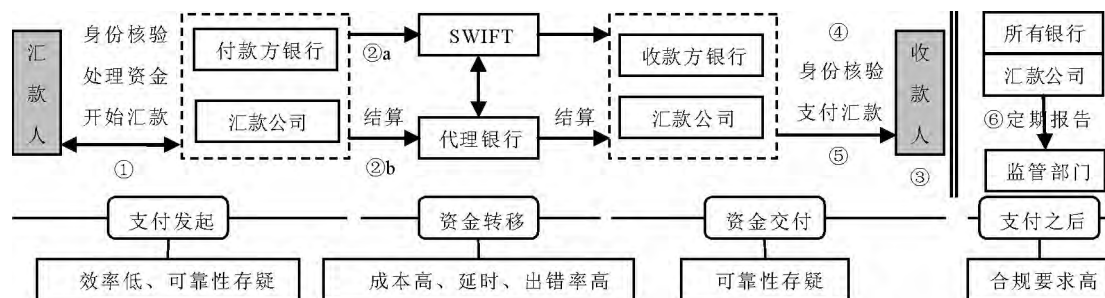 汇款人
身份核验
处理资金
开始汇款
①
付款方银行
汇款公司
②a
结算
②b
SWIFT
代理银行
结算
收款方银行
汇款公司
④
身份核验
支付汇款
⑤
收款人
③
所有银行
汇款公司
⑥定期报告
监管部门
支付发起
资金转移
资金交付
支付之后
效率低、可靠性存疑
成本高、延时、出错率高
可靠性存疑
合规要求高